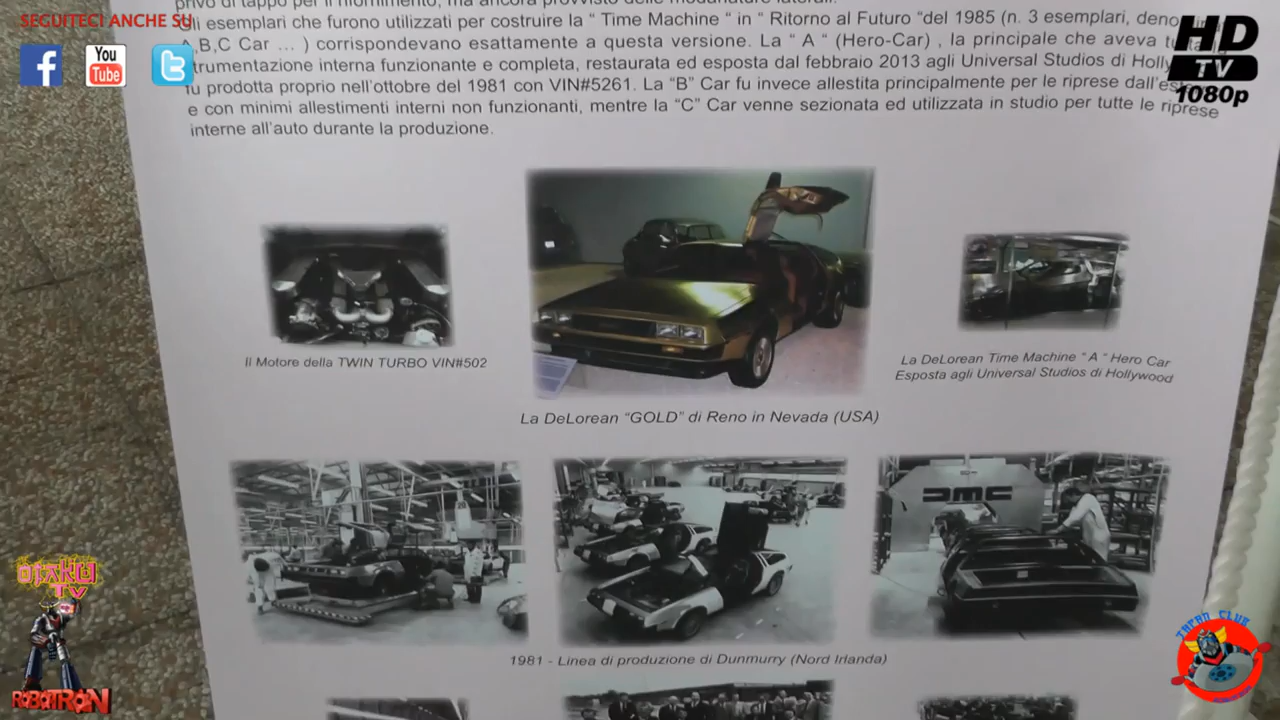 privo di tappo per il rifornimento, ma ancora provvisto delle modanature laterali.
SEGUITECI ANCHE SU
Gli esemplari che furono utilizzati per costruire la “ Time Machine “ in “ Ritorno al Futuro “del 1985 (n. 3 esemplari,
A,B,C Car … ) corrispondevano esattamente a questa versione. La “ A “ (Hero-Car) , la principale che aveva
strumentazione interna funzionante e completa, restaurata ed esposta dal febbraio 2013 agli Universal Studios di
fu prodotta proprio nell’ottobre del 1981 con VIN#5261. La “B” Car fu invece allestita principalmente per le riprese
e con minimi allestimenti interni non funzionanti, mentre la “C” Car venne sezionata ed utilizzata in studio per tutte le riprese
interne all’auto durante la produzione.
f
You
Tube
HD
TV
1080p
Il Motore della TWIN TURBO VIN#502
La DeLorean “GOLD” di Reno in Nevada (USA)
La DeLorean Time Machine “ A “ Hero Car
Esposta agli Universal Studios di Hollywood
DMC
1981 - Linea di produzione di Dunmurry (Nord Irlanda)
OTAKU
TV
ROBOTRON
JAPAN CLUB